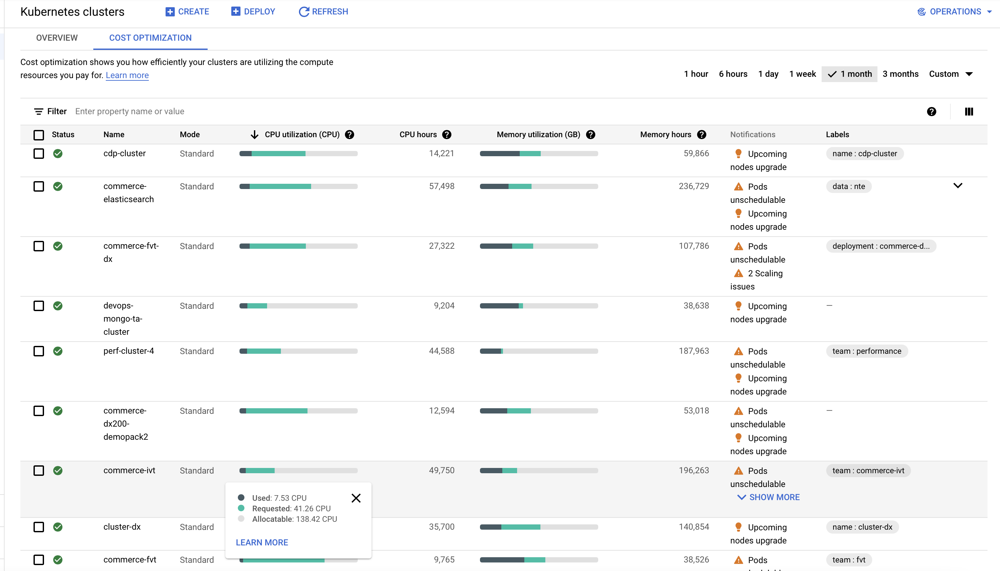 Kubernetes clusters
CREATE
DEPLOY
REFRESH
OPERATIONS
OVERVIEW
COST OPTIMIZATION
Cost optimization shows you how efficiently your clusters are utilizing the compute
resources you pay for. Learn more
1 hour 6 hours 1 day 1 week 1 month 3 months Custom
Filter Enter property name or value
Status Name Mode CPU utilization (CPU) CPU hours Memory utilization (GB) Memory hours Notifications Labels
cdp-cluster Standard 14,221 59,866 Upcoming name : cdp-cluster
nodes upgrade
commerce- Standard 57,498 236,729 Pods data : nte
elasticsearch unschedulable
Upcoming
nodes upgrade
commerce-fvt- Standard 27,322 107,786 Pods deployment : commerce-d...
dx unschedulable
2 Scaling
issues
devops- Standard 9,204 38,638 Upcoming –
mongo-ta- nodes upgrade
cluster
perf-cluster-4 Standard 44,588 187,963 Pods team : performance
unschedulable
Upcoming
nodes upgrade
commerce- Standard 12,594 53,018 Pods –
dx200- unschedulable
demopack2 Upcoming
nodes upgrade
commerce-ivt Standard 49,750 196,263 Pods team : commerce-ivt
unschedulable
SHOW MORE
Used: 7.53 CPU
Requested: 41.26 CPU
Allocatable: 138.42 CPU
LEARN MORE
cluster-dx Standard 35,700 140,854 Upcoming name : cluster-dx
nodes upgrade
commerce-fvt Standard 9,765 38,526 Pods team : fvt